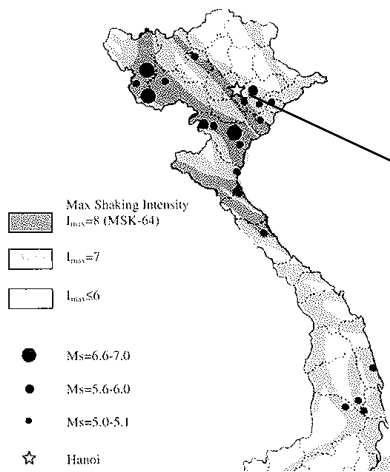 Max Shaking Intensity
Imax=8 (MSK-64)
Imax=7
Imax≤6
Ms=6.6-7.0
Ms=5.6-6.0
Ms=5.0-5.1
Hanoi